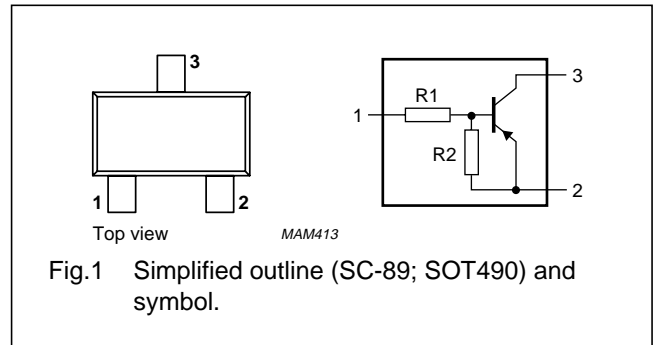 3
1
2
Top view
MAM413
1
R1
R2
3
2
Fig.1 Simplified outline (SC-89; SOT490) and
symbol.